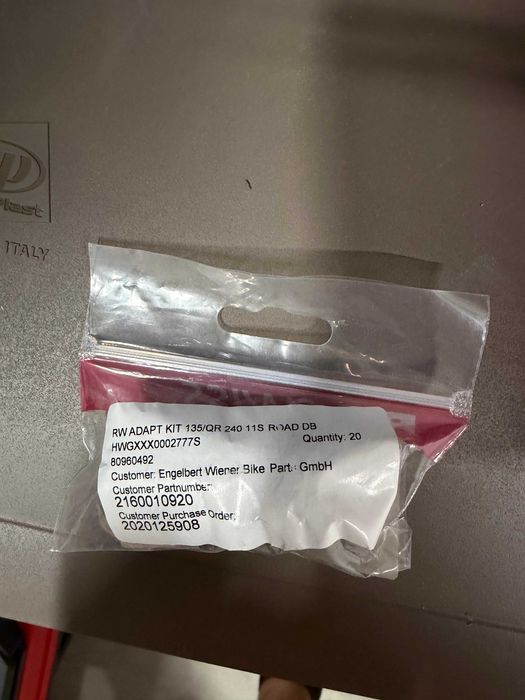 ITALY
RW ADAPT KIT 135/QR 240 11S ROAD DB
HWGXXX0002777S Quantity: 20
80960492
Customer: Engelbert Wiener Bike Parts GmbH
Customer Partnumber:
2160010920
Customer Purchase Order:
2020125908